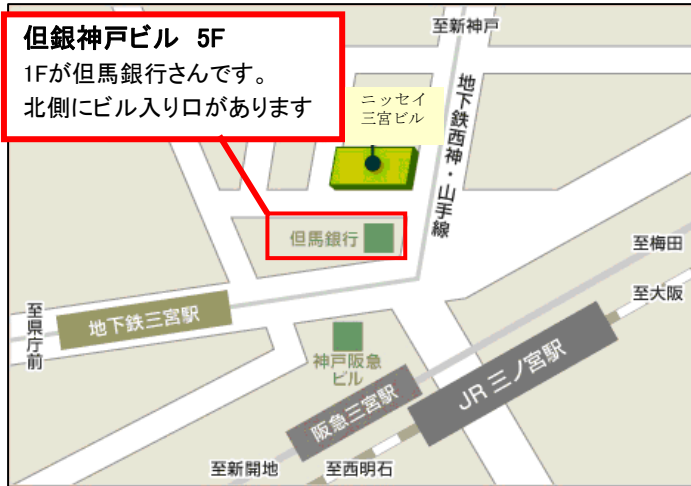 但銀神戸ビル 5F
1Fが但馬銀行さんです。
北側にビル入り口があります
至新神戸
ニッセイ
三宮ビル
地下鉄西神・山手線
但馬銀行
至梅田
至大阪
至県庁前
地下鉄三宮駅
神戸阪急
ビル
JR三ノ宮駅
阪急三宮駅
至新開地
至西明石